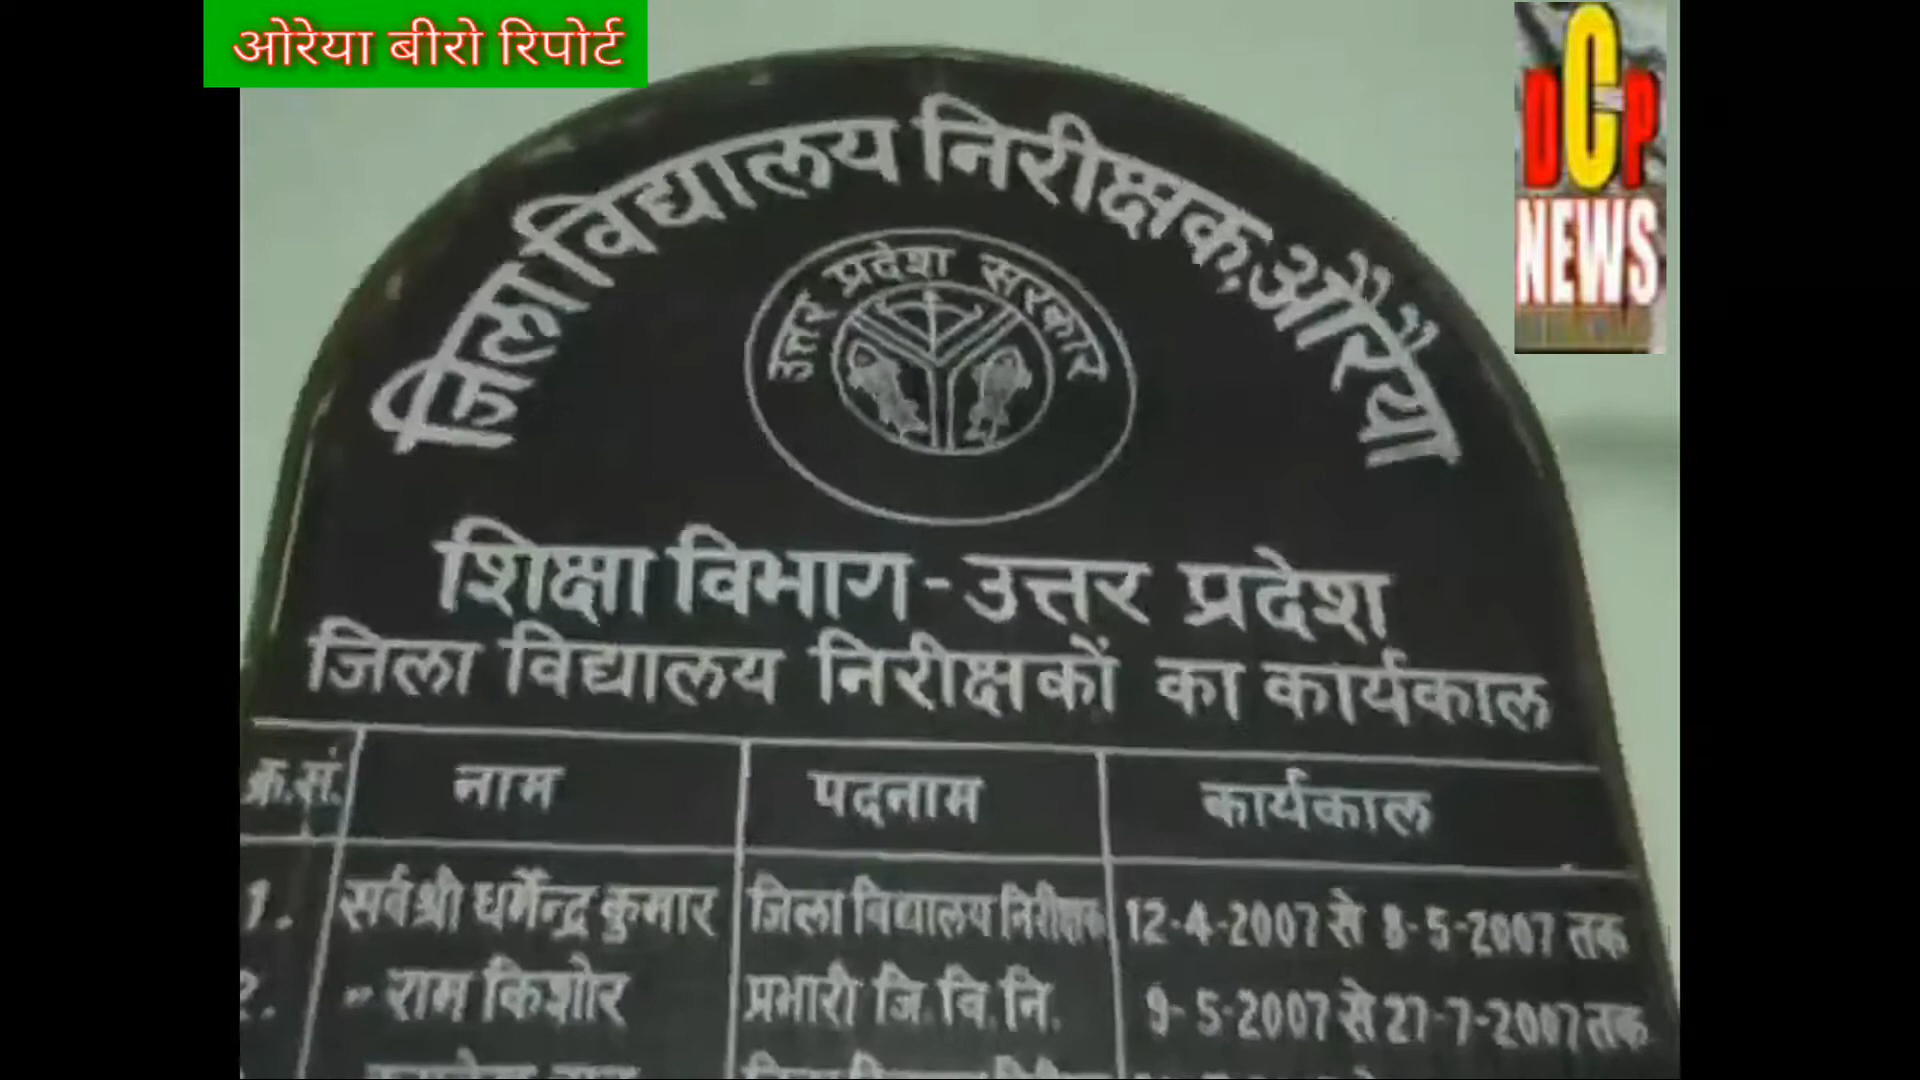 ओरेया बीरो रिपोर्ट
DCP
NEWS
जिला विद्यालय निरीक्षक, औरैया
उत्तर प्रदेश सरकार
शिक्षा विभाग - उत्तर प्रदेश
जिला विद्यालय निरीक्षकों का कार्यकाल
क्र.सं. नाम पदनाम कार्यकाल
1. सर्वश्री धर्मेन्द्र कुमार जिला विद्यालय निरीक्षक 12-4-2007 से 8-5-2007 तक
2. " राम किशोर प्रभारी जि. वि. नि. 9-5-2007 से 27-7-2007 तक